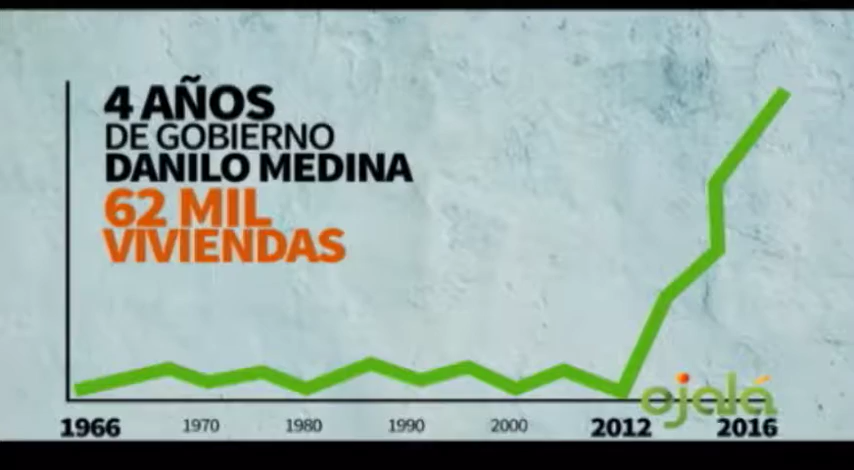 4 AÑOS
DE GOBIERNO
DANILO MEDINA
62 MIL
VIVIENDAS
1966 1970 1980 1990 2000 2012 2016
ojalá